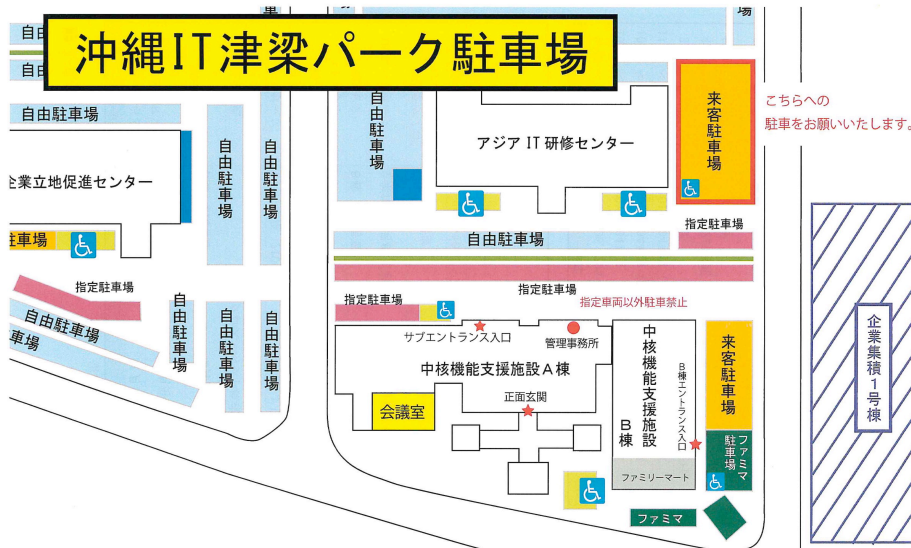 車
場
自由
沖縄IT津梁パーク駐車場
自由駐車場
自由駐車場
自由駐車場
自由駐車場
アジア IT 研修センター
来客駐車場
こちらへの
駐車をお願いいたします。
企業立地促進センター
駐車場
自由駐車場
指定駐車場
指定駐車場
指定駐車場
指定車両以外駐車禁止
指定駐車場
自由駐車場
車場
自由駐車場
自由駐車場
自由駐車場
サブエントランス入口
管理事務所
中核機能支援施設A棟
正面玄関
会議室
中核機能支援施設
B棟
B棟エントランス入口
来客駐車場
ファミマ
駐車場
ファミリーマート
ファミマ
企業集積1号棟